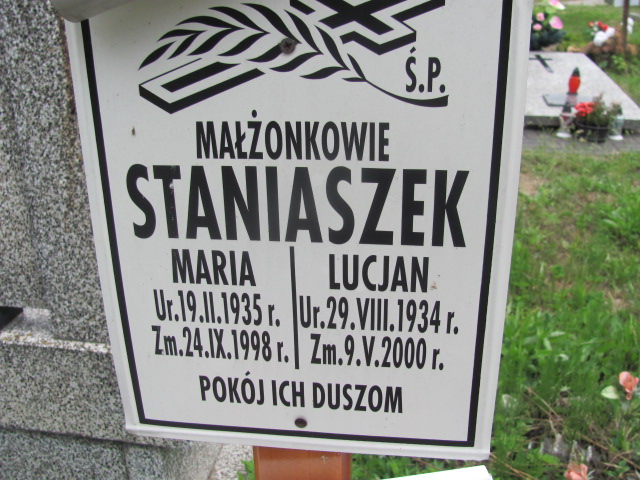 Ś.P.
MAŁŻONKOWIE
STANIASZEK
MARIA
Ur.19.II.1935 r.
Zm.24.IX.1998 r.
LUCJAN
Ur.29.VIII.1934 r.
Zm.9.V.2000 r.
POKÓJ ICH DUSZOM